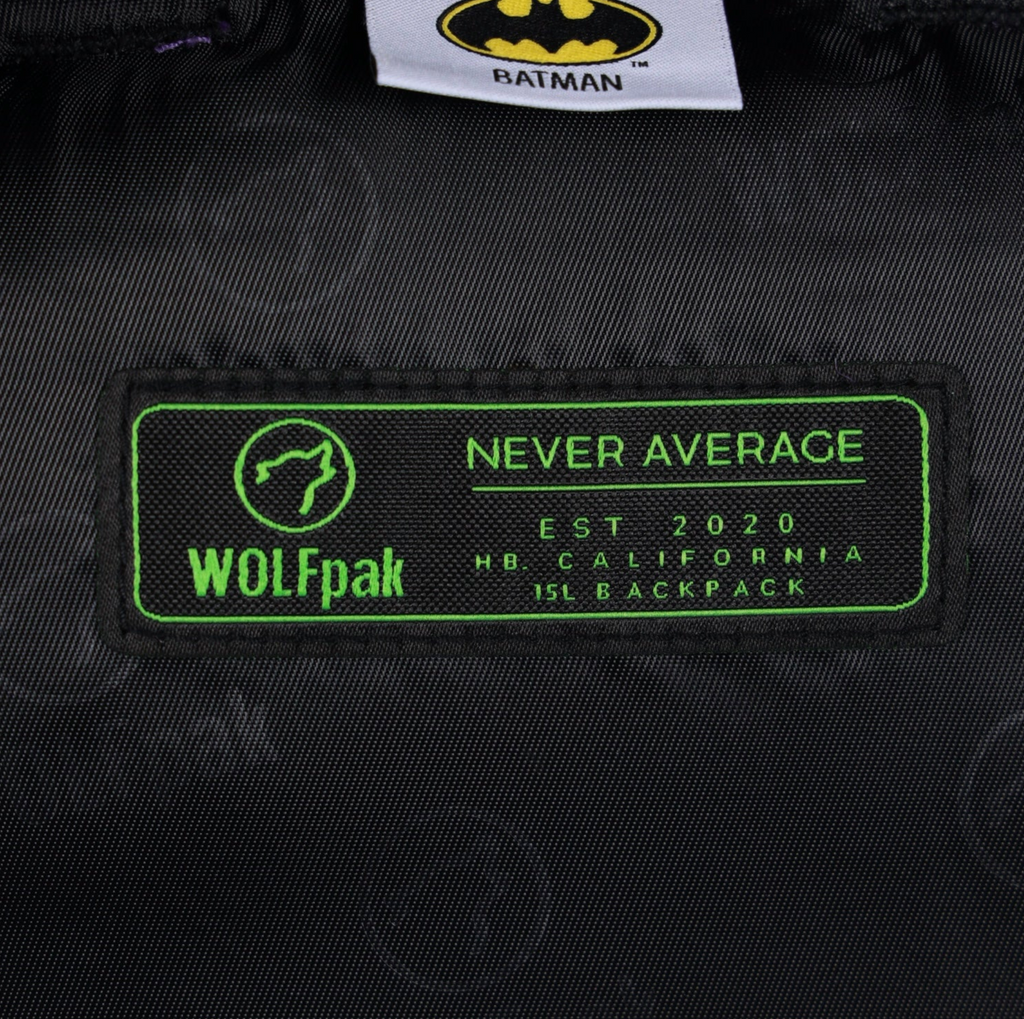 BATMAN™
NEVER AVERAGE
EST 2020
HB. CALIFORNIA
15L BACKPACK
WOLFpak